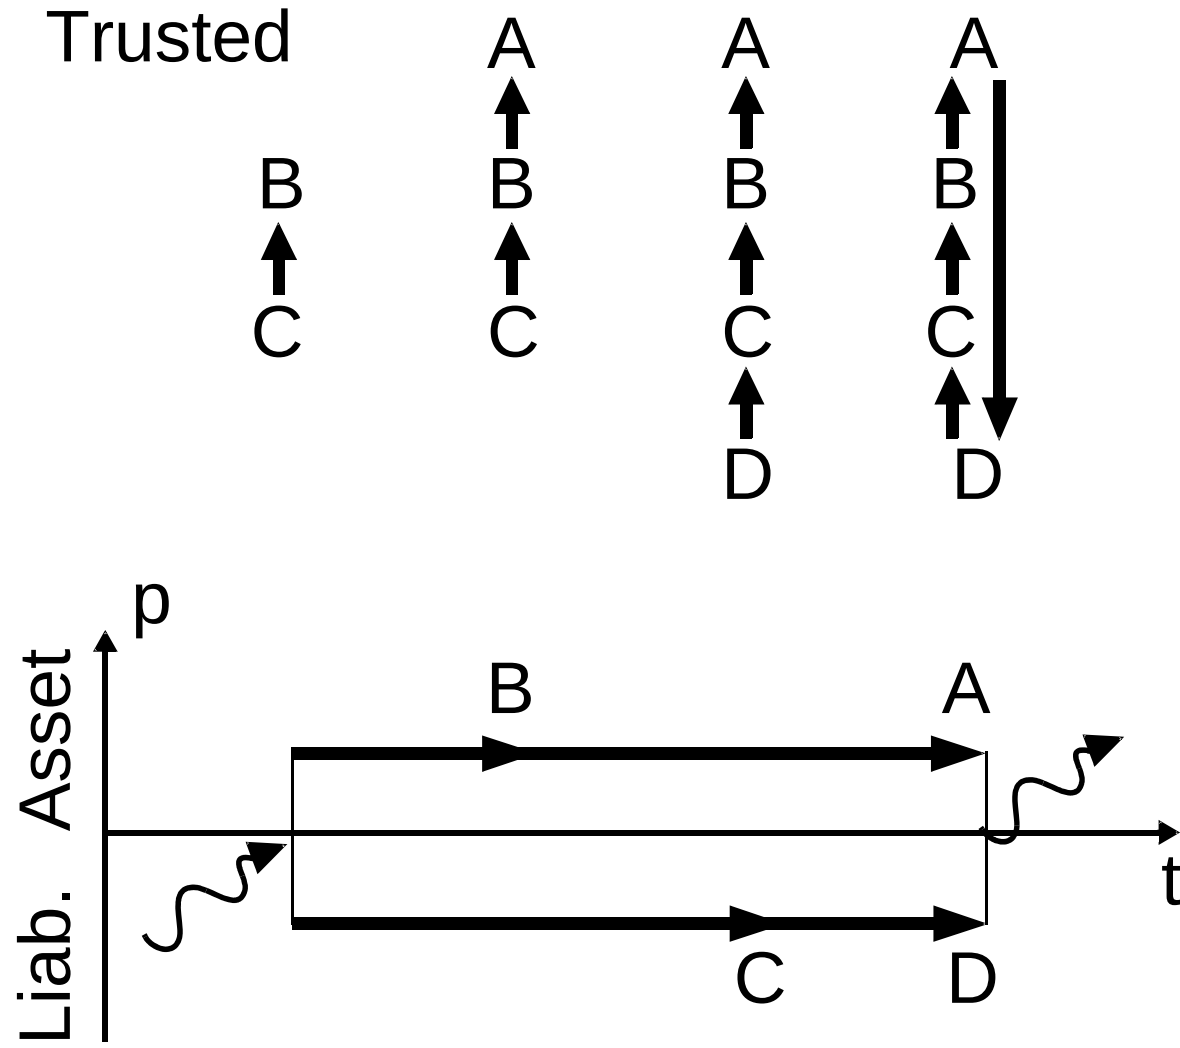 Trusted A A A
B B B B
C C C C
D D
p
Asset
B A
t
Liab.
C D